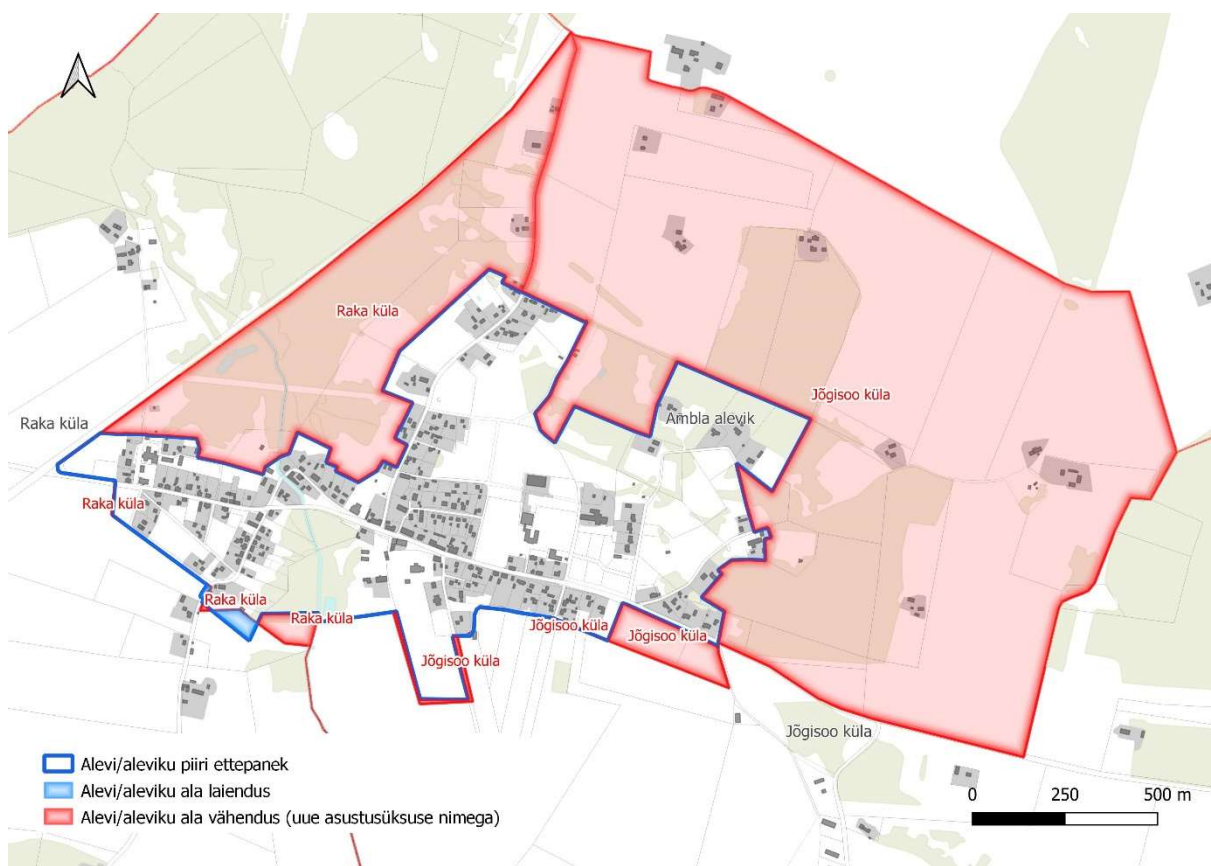 Raka küla
Jõgisoo küla
Ambla alevik
Raka küla
Raka küla
Raka küla
Raka küla
Jõgisoo küla
Jõgisoo küla
Jõgisoo küla
Jõgisoo küla
Alevi/aleviku piiri ettepanek
Alevi/aleviku ala laiendus
Alevi/aleviku ala vähendus (uue asustusüksuse nimega)
0 250 500 m